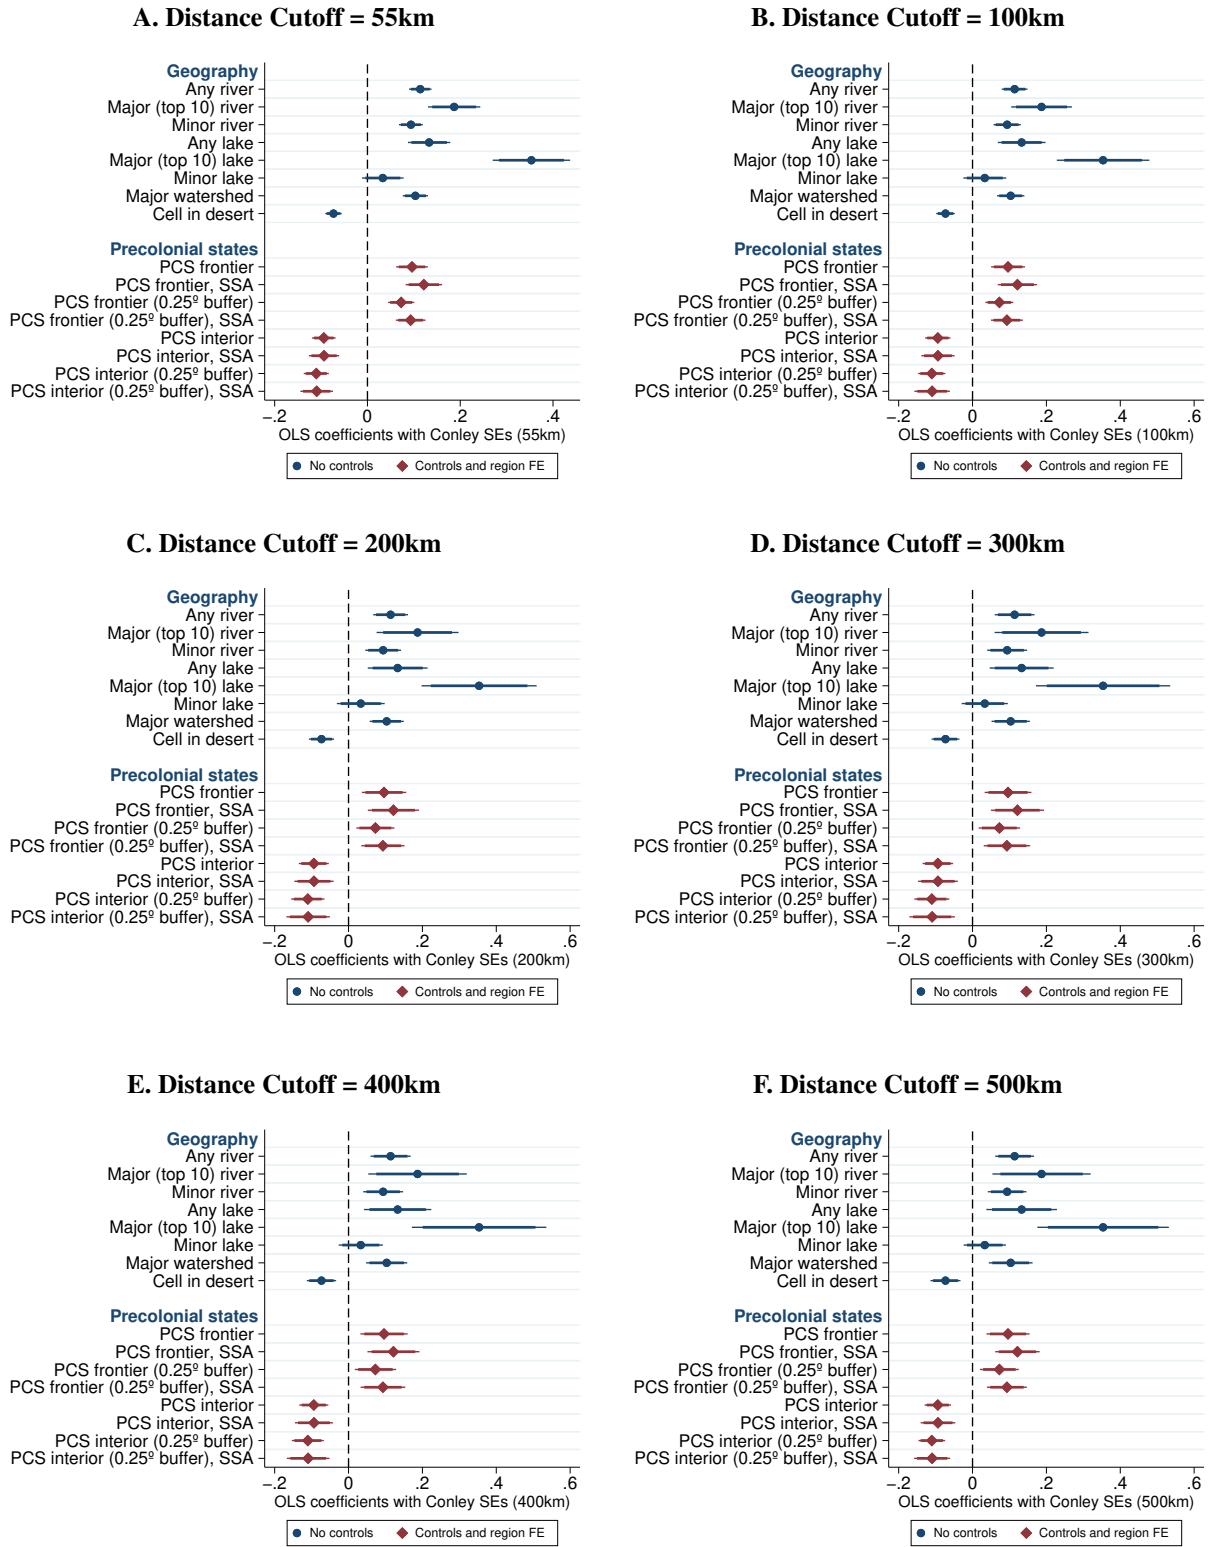 A. Distance Cutoff = 55km
Geography
Any river
Major (top 10) river
Minor river
Any lake
Major (top 10) lake
Minor lake
Major watershed
Cell in desert
Precolonial states
PCS frontier
PCS frontier, SSA
PCS frontier (0.25º buffer)
PCS frontier (0.25º buffer), SSA
PCS interior
PCS interior, SSA
PCS interior (0.25º buffer)
PCS interior (0.25º buffer), SSA
−.2 0 .2 .4
OLS coefficients with Conley SEs (55km)
No controls Controls and region FE
B. Distance Cutoff = 100km
Geography
Any river
Major (top 10) river
Minor river
Any lake
Major (top 10) lake
Minor lake
Major watershed
Cell in desert
Precolonial states
PCS frontier
PCS frontier, SSA
PCS frontier (0.25º buffer)
PCS frontier (0.25º buffer), SSA
PCS interior
PCS interior, SSA
PCS interior (0.25º buffer)
PCS interior (0.25º buffer), SSA
−.2 0 .2 .4 .6
OLS coefficients with Conley SEs (100km)
No controls Controls and region FE
C. Distance Cutoff = 200km
Geography
Any river
Major (top 10) river
Minor river
Any lake
Major (top 10) lake
Minor lake
Major watershed
Cell in desert
Precolonial states
PCS frontier
PCS frontier, SSA
PCS frontier (0.25º buffer)
PCS frontier (0.25º buffer), SSA
PCS interior
PCS interior, SSA
PCS interior (0.25º buffer)
PCS interior (0.25º buffer), SSA
−.2 0 .2 .4 .6
OLS coefficients with Conley SEs (200km)
No controls Controls and region FE
D. Distance Cutoff = 300km
Geography
Any river
Major (top 10) river
Minor river
Any lake
Major (top 10) lake
Minor lake
Major watershed
Cell in desert
Precolonial states
PCS frontier
PCS frontier, SSA
PCS frontier (0.25º buffer)
PCS frontier (0.25º buffer), SSA
PCS interior
PCS interior, SSA
PCS interior (0.25º buffer)
PCS interior (0.25º buffer), SSA
−.2 0 .2 .4 .6
OLS coefficients with Conley SEs (300km)
No controls Controls and region FE
E. Distance Cutoff = 400km
Geography
Any river
Major (top 10) river
Minor river
Any lake
Major (top 10) lake
Minor lake
Major watershed
Cell in desert
Precolonial states
PCS frontier
PCS frontier, SSA
PCS frontier (0.25º buffer)
PCS frontier (0.25º buffer), SSA
PCS interior
PCS interior, SSA
PCS interior (0.25º buffer)
PCS interior (0.25º buffer), SSA
−.2 0 .2 .4 .6
OLS coefficients with Conley SEs (400km)
No controls Controls and region FE
F. Distance Cutoff = 500km
Geography
Any river
Major (top 10) river
Minor river
Any lake
Major (top 10) lake
Minor lake
Major watershed
Cell in desert
Precolonial states
PCS frontier
PCS frontier, SSA
PCS frontier (0.25º buffer)
PCS frontier (0.25º buffer), SSA
PCS interior
PCS interior, SSA
PCS interior (0.25º buffer)
PCS interior (0.25º buffer), SSA
−.2 0 .2 .4 .6
OLS coefficients with Conley SEs (500km)
No controls Controls and region FE